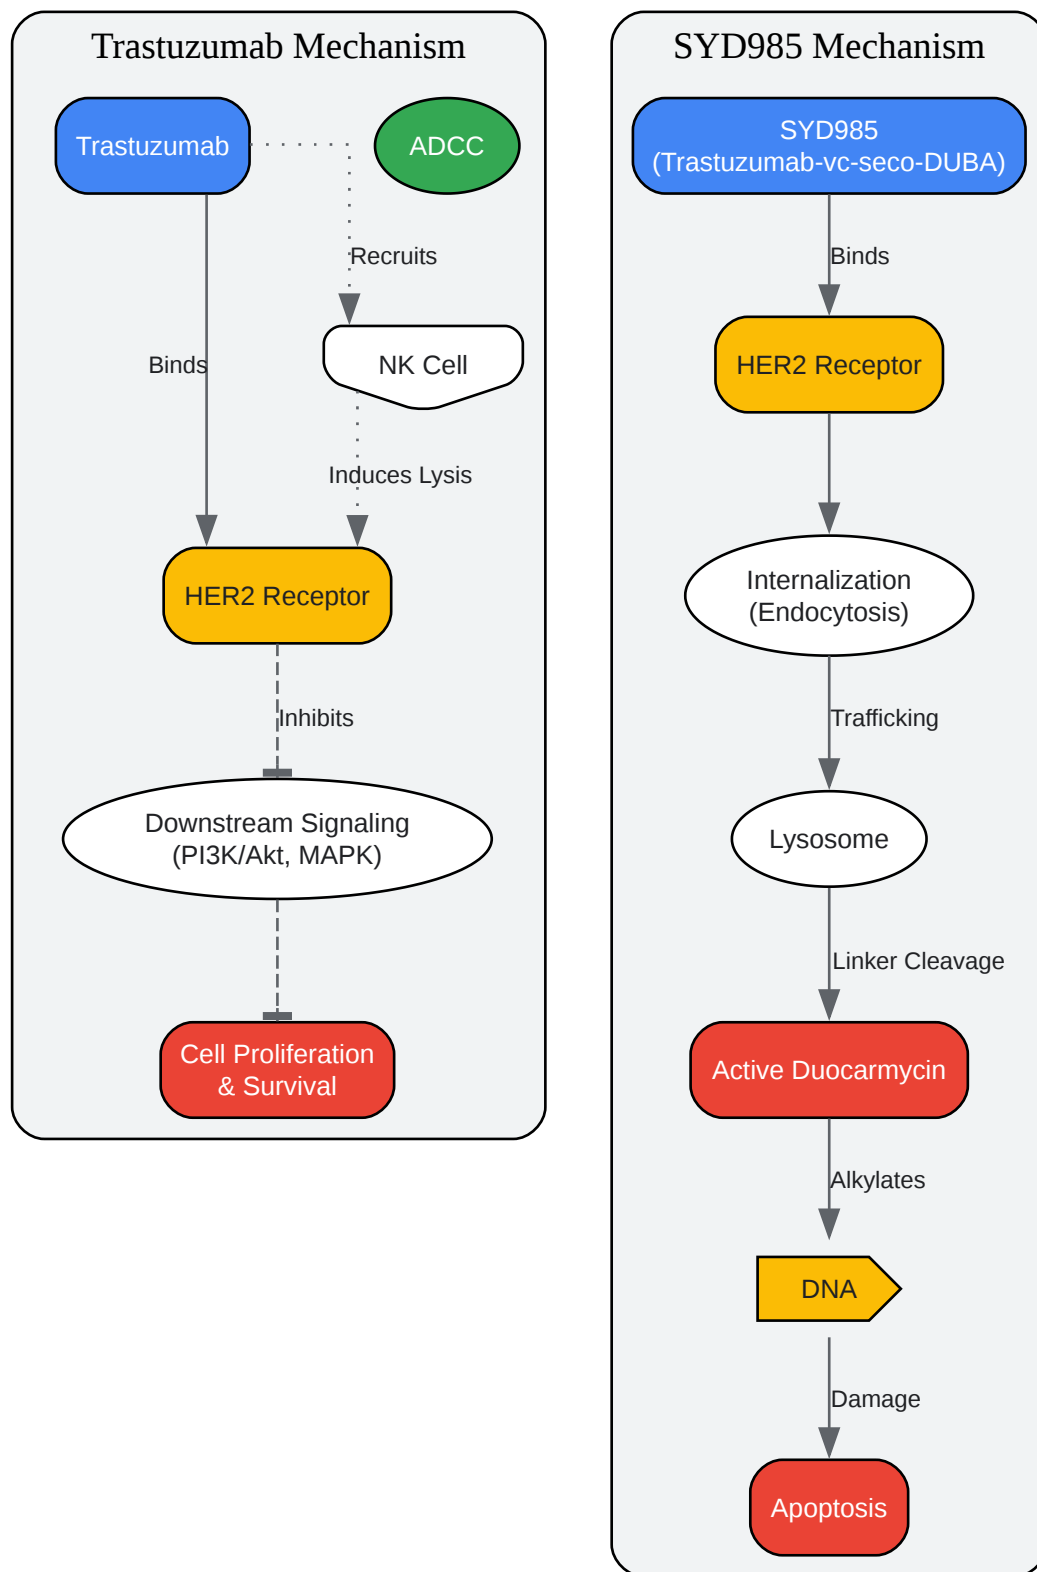 Trastuzumab Mechanism
Trastuzumab
ADCC
Recruits
Binds
NK Cell
Induces Lysis
HER2 Receptor
Inhibits
Downstream Signaling
(PI3K/Akt, MAPK)
Cell Proliferation
& Survival
SYD985 Mechanism
SYD985
(Trastuzumab-vc-seco-DUBA)
Binds
HER2 Receptor
Internalization
(Endocytosis)
Trafficking
Lysosome
Linker Cleavage
Active Duocarmycin
Alkylates
DNA
Damage
Apoptosis